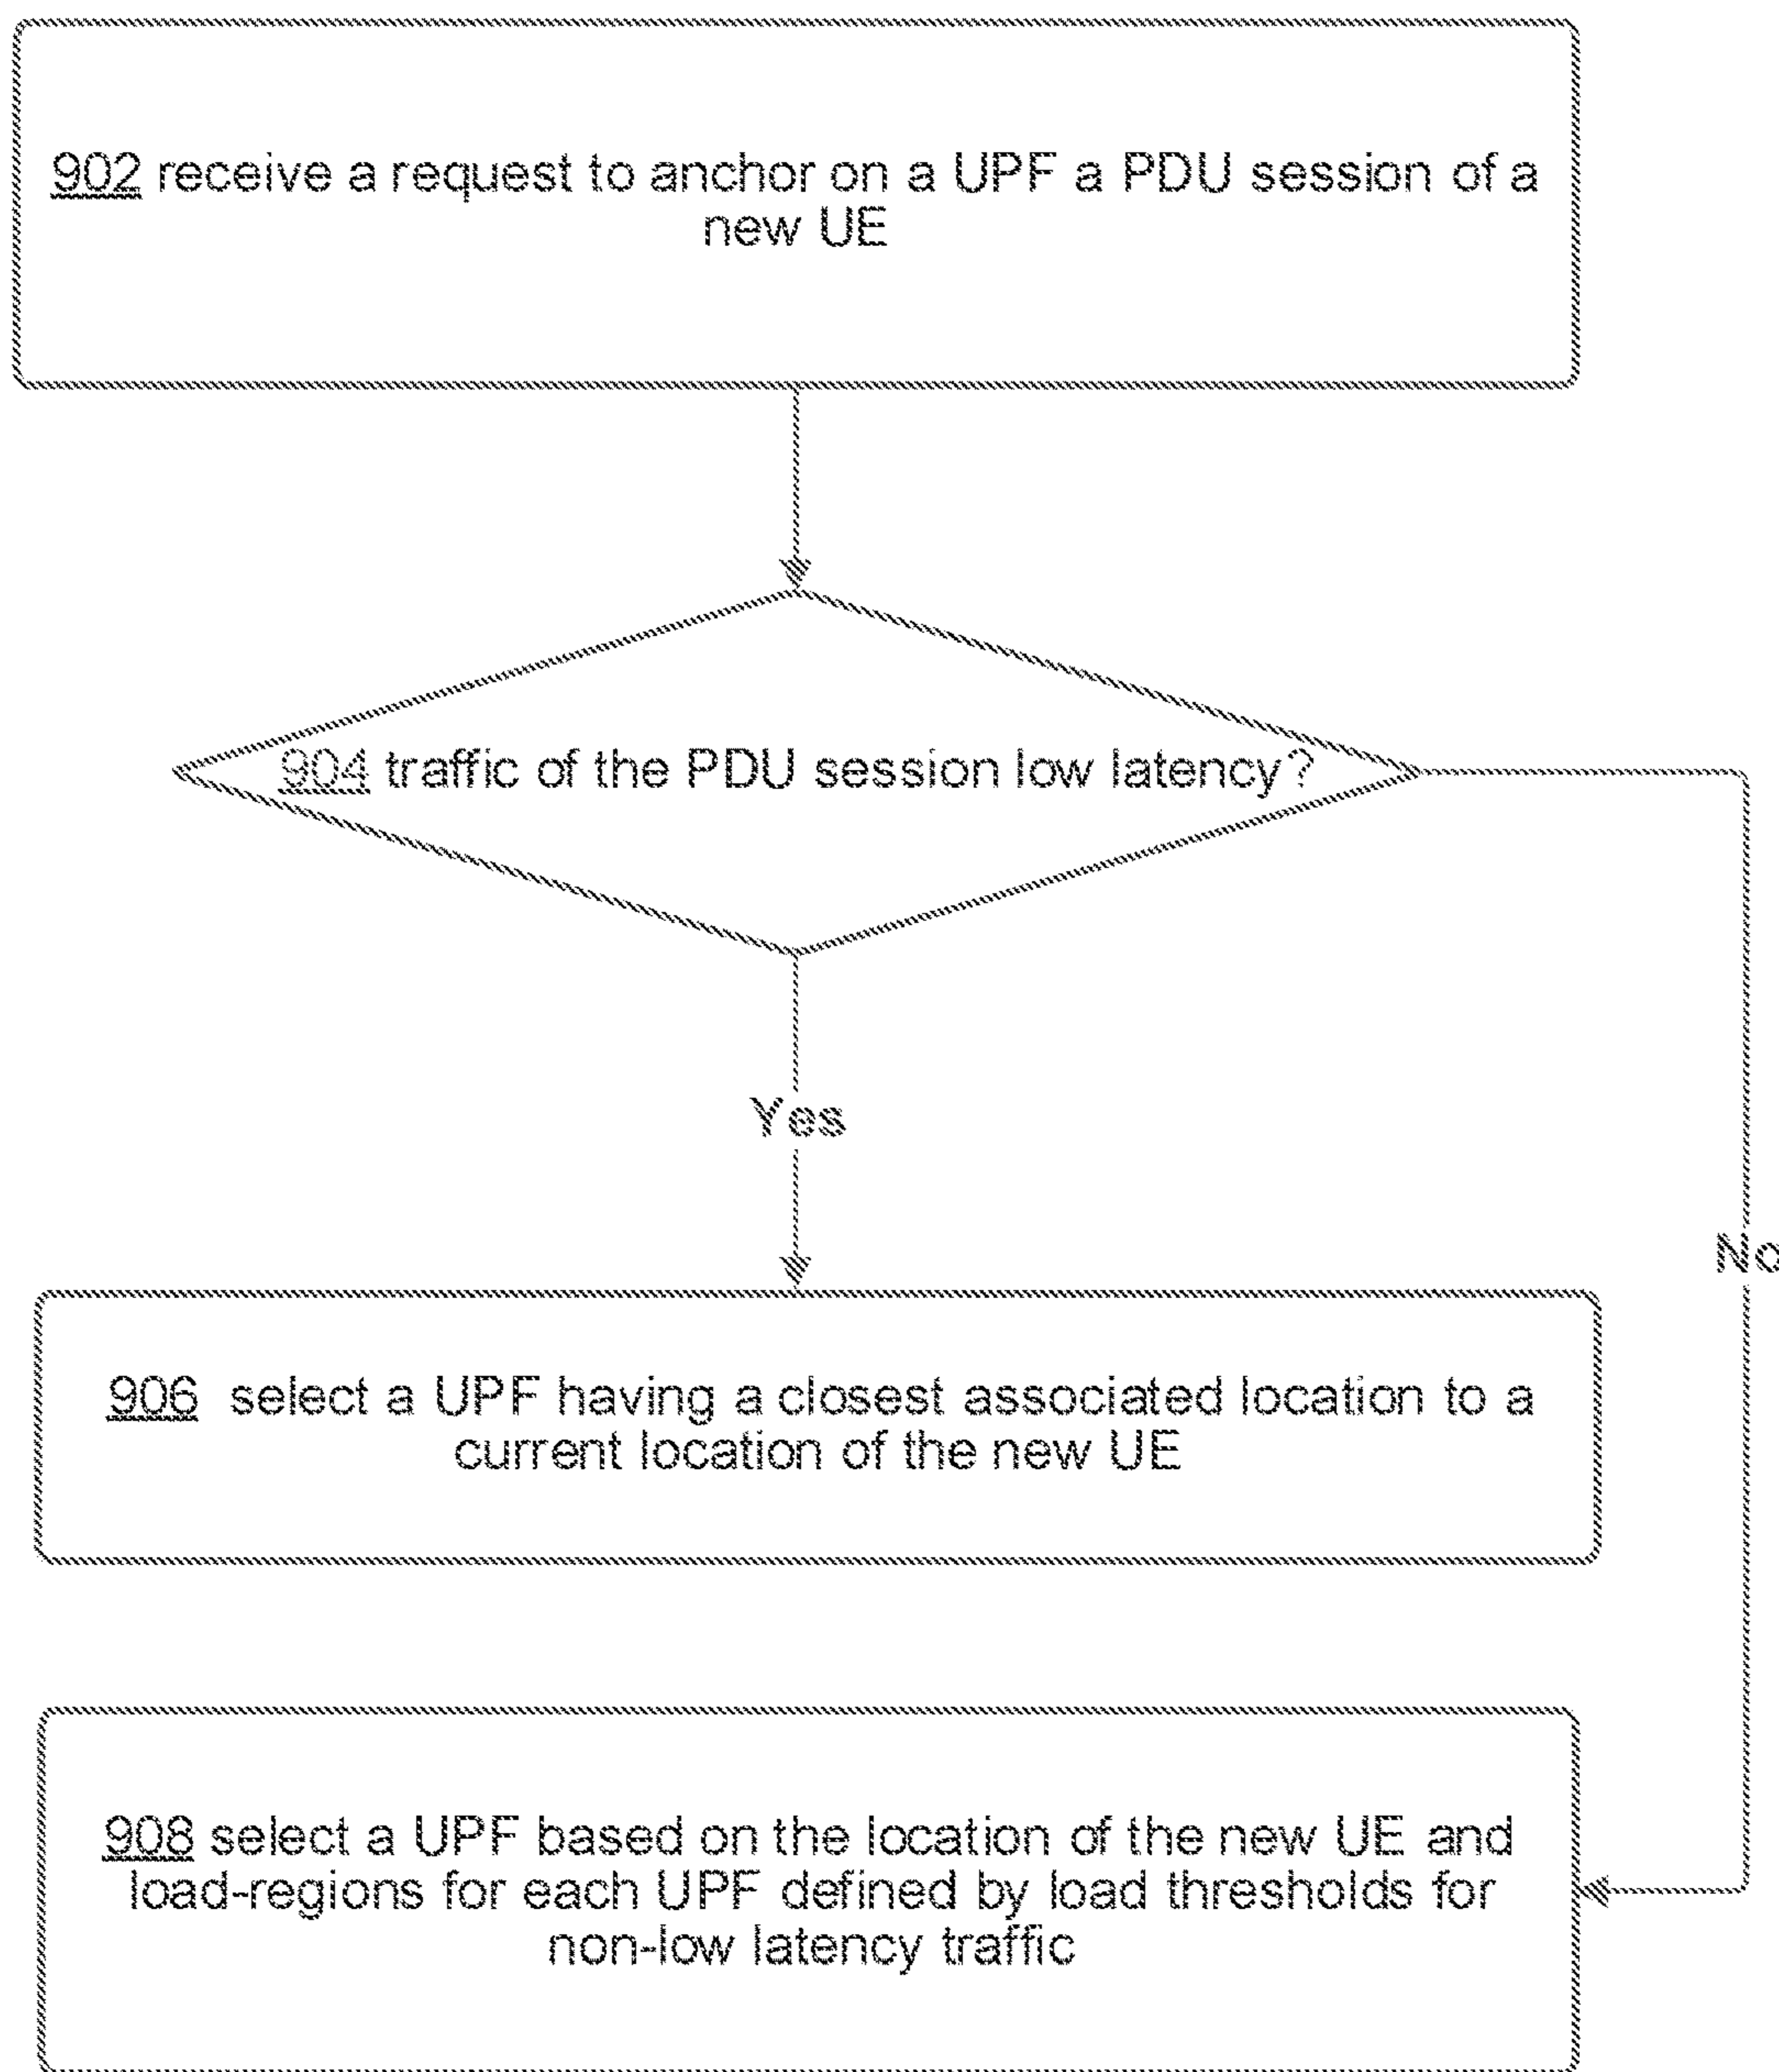 902 receive a request to anchor on a UPF a PDU session of a
new UE
904 traffic of the PDU session low latency?
Yes
No
906 select a UPF having a closest associated location to a
current location of the new UE
908 select a UPF based on the location of the new UE and
load-regions for each UPF defined by load thresholds for
non-low latency traffic